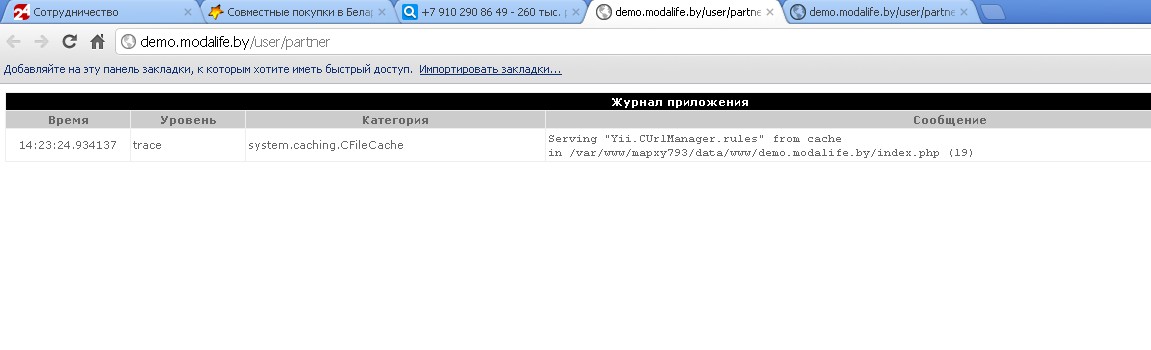 Сотрудничество
Совместные покупки в Белар
+7 910 290 86 49 - 260 тыс. р
demo.modalife.by/user/partne
demo.modalife.by/user/partne
demo.modalife.by/user/partner
Добавляйте на эту панель закладки, к которым хотите иметь быстрый доступ. Импортировать закладки...
Журнал приложения
Время Уровень Категория Сообщение
14:23:24.934137 trace system.caching.CFileCache Serving "Yii.CUrlManager.rules" from cache
in /var/www/mapxy793/data/www/demo.modalife.by/index.php (19)